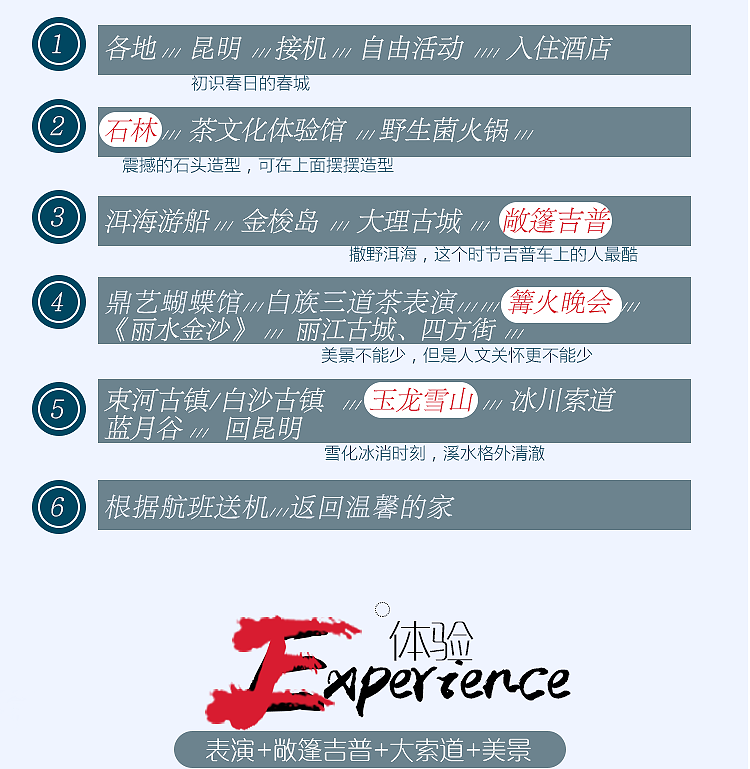 1 各地 /// 昆明 /// 接机 /// 自由活动 //// 入住酒店
初识春日的春城
2 石林 /// 茶文化体验馆 /// 野生菌火锅 ///
震撼的石头造型，可在上面摆摆造型
3 洱海游船 /// 金梭岛 /// 大理古城 /// 敞篷吉普
撒野洱海，这个时节吉普车上的人最酷
4 鼎艺蝴蝶馆///白族三道茶表演///篝火晚会///
《丽水金沙》 /// 丽江古城、四方街 ///
美景不能少，但是人文关怀更不能少
5 束河古镇/白沙古镇 /// 玉龙雪山 /// 冰川索道
蓝月谷 /// 回昆明
雪化冰消时刻，溪水格外清澈
6 根据航班送机///返回温馨的家
体验
Experience
表演+敞篷吉普+大索道+美景